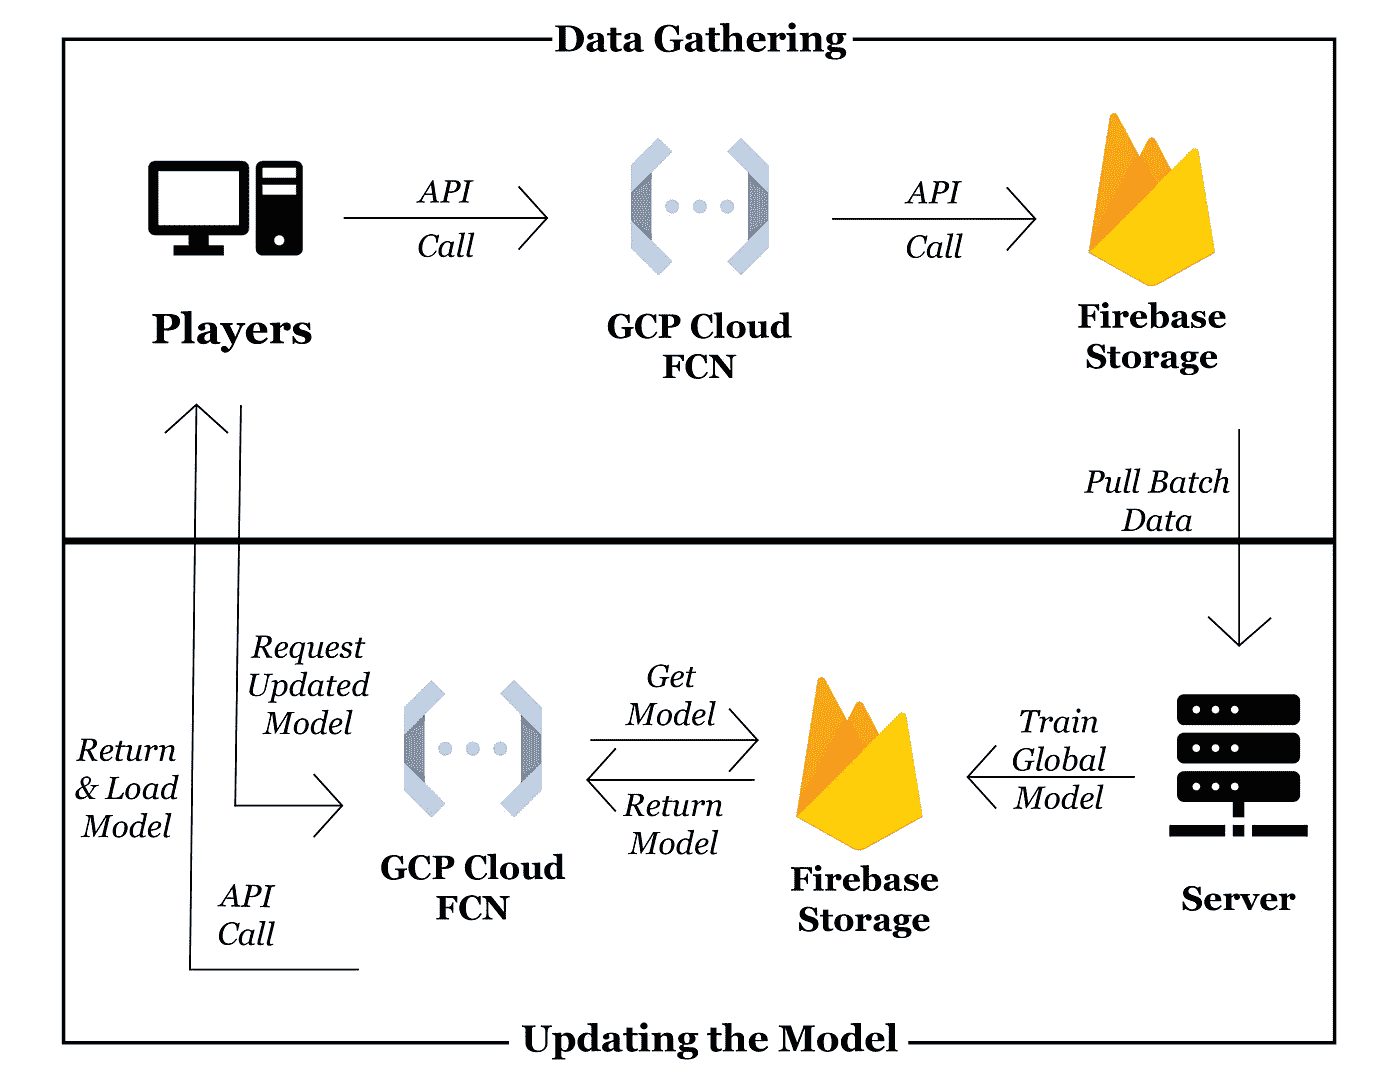 Data Gathering
API
Call
API
Call
Players
GCP Cloud
FCN
Firebase
Storage
Pull Batch
Data
Request
Updated
Model
Return
& Load
Model
API
Call
Get
Model
Return
Model
GCP Cloud
FCN
Firebase
Storage
Train
Global
Model
Server
Updating the Model